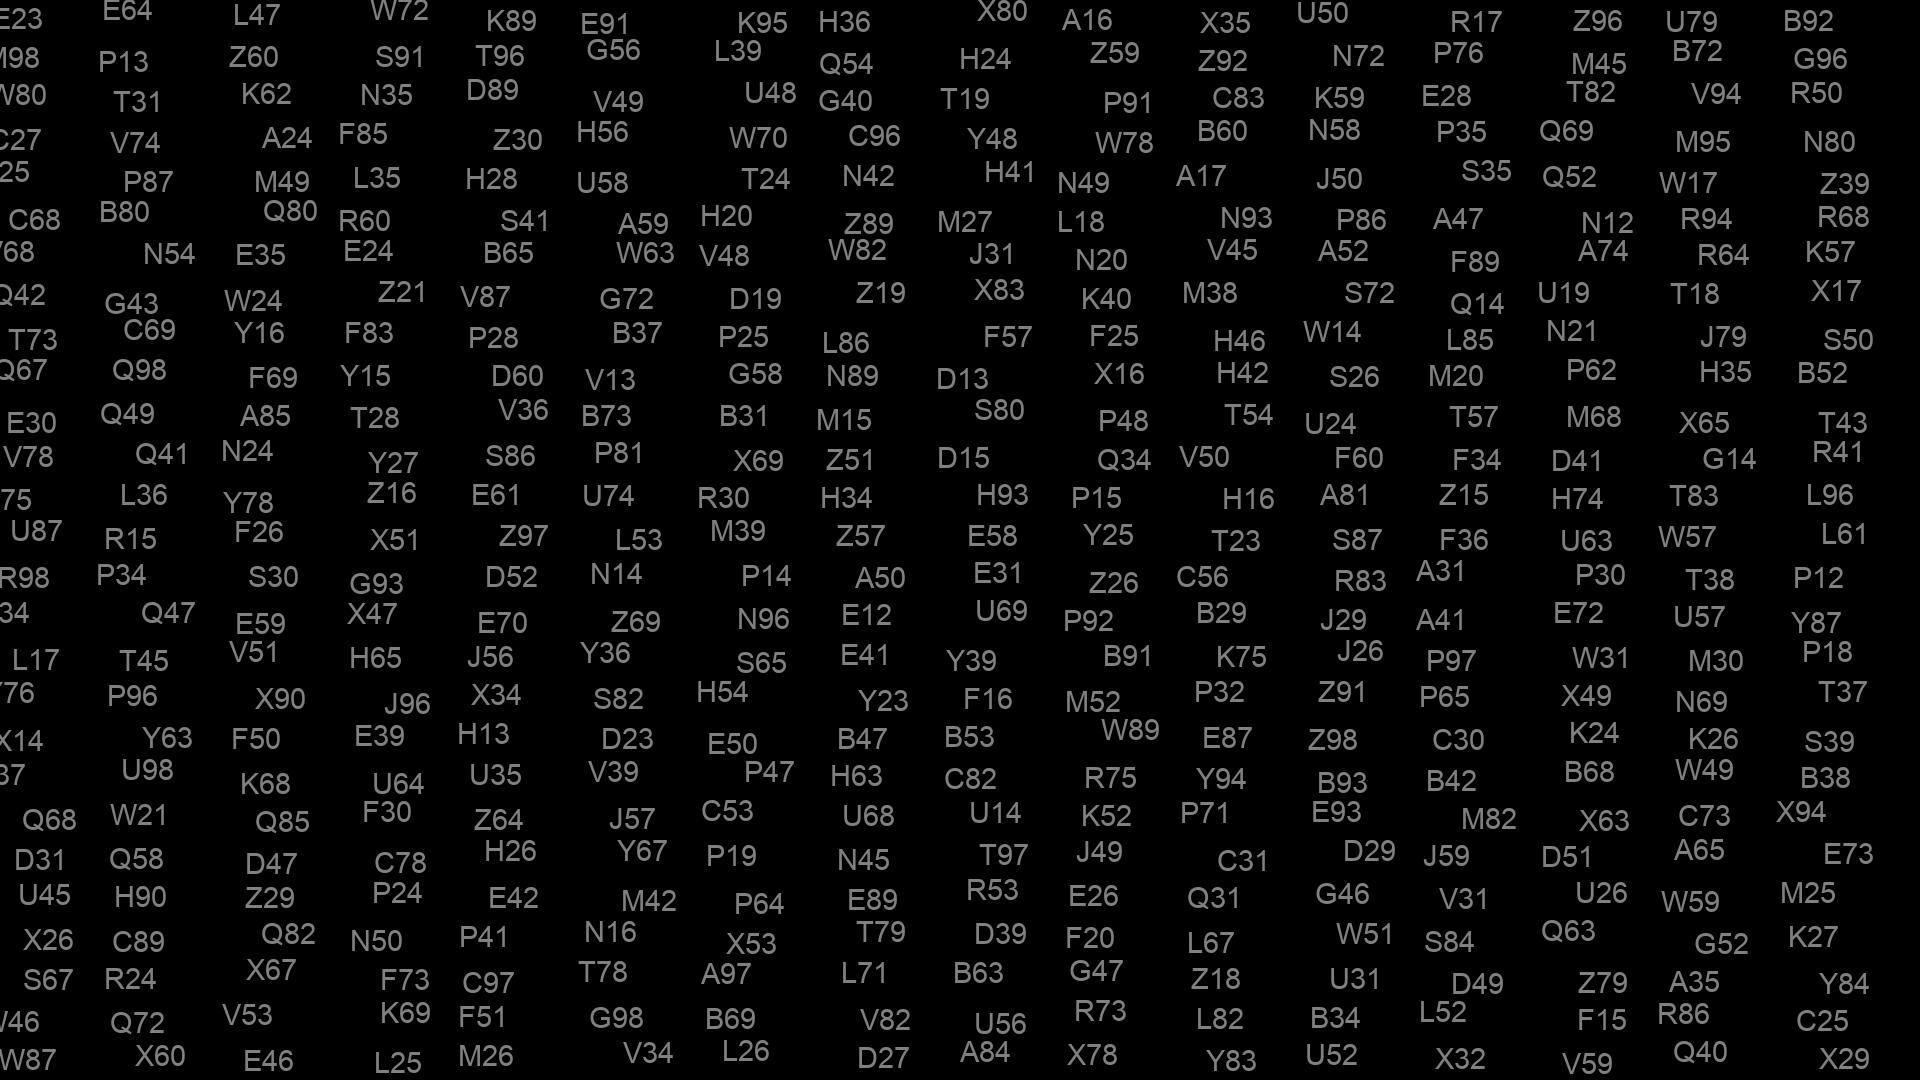 E23 E64 L47 W72 K89 E91 K95 H36 X80 A16 X35 U50 R17 Z96 U79 B92
M98 P13 Z60 S91 T96 G56 L39 Q54 H24 Z59 Z92 N72 P76 M45 B72 G96
W80 T31 K62 N35 D89 V49 U48 G40 T19 P91 C83 K59 E28 T82 V94 R50
C27 V74 A24 F85 Z30 H56 W70 C96 Y48 W78 B60 N58 P35 Q69 M95 N80
25 P87 M49 L35 H28 U58 T24 N42 H41 N49 A17 J50 S35 Q52 W17 Z39
C68 B80 Q80 R60 S41 A59 H20 Z89 M27 L18 N93 P86 A47 N12 R94 R68
68 N54 E35 E24 B65 W63 V48 W82 J31 N20 V45 A52 F89 A74 R64 K57
Q42 G43 W24 Z21 V87 G72 D19 Z19 X83 K40 M38 S72 Q14 U19 T18 X17
T73 C69 Y16 F83 P28 B37 P25 L86 F57 F25 H46 W14 L85 N21 J79 S50
Q67 Q98 F69 Y15 D60 V13 G58 N89 D13 X16 H42 S26 M20 P62 H35 B52
E30 Q49 A85 T28 V36 B73 B31 M15 S80 P48 T54 U24 T57 M68 X65 T43
V78 Q41 N24 Y27 S86 P81 X69 Z51 D15 Q34 V50 F60 F34 D41 G14 R41
75 L36 Y78 Z16 E61 U74 R30 H34 H93 P15 H16 A81 Z15 H74 T83 L96
U87 R15 F26 X51 Z97 L53 M39 Z57 E58 Y25 T23 S87 F36 U63 W57 L61
R98 P34 S30 G93 D52 N14 P14 A50 E31 Z26 C56 R83 A31 P30 T38 P12
34 Q47 E59 X47 E70 Z69 N96 E12 U69 P92 B29 J29 A41 E72 U57 Y87
L17 T45 V51 H65 J56 Y36 S65 E41 Y39 B91 K75 J26 P97 W31 M30 P18
76 P96 X90 J96 X34 S82 H54 Y23 F16 M52 P32 Z91 P65 X49 N69 T37
X14 Y63 F50 E39 H13 D23 E50 B47 B53 W89 E87 Z98 C30 K24 K26 S39
37 U98 K68 U64 U35 V39 P47 H63 C82 R75 Y94 B93 B42 B68 W49 B38
Q68 W21 Q85 F30 Z64 J57 C53 U68 U14 K52 P71 E93 M82 X63 C73 X94
D31 Q58 D47 C78 H26 Y67 P19 N45 T97 J49 C31 D29 J59 D51 A65 E73
U45 H90 Z29 P24 E42 M42 P64 E89 R53 E26 Q31 G46 V31 U26 W59 M25
X26 C89 Q82 N50 P41 N16 X53 T79 D39 F20 L67 W51 S84 Q63 G52 K27
S67 R24 X67 F73 C97 T78 A97 L71 B63 G47 Z18 U31 D49 Z79 A35 Y84
46 Q72 V53 K69 F51 G98 B69 V82 U56 R73 L82 B34 L52 F15 R86 C25
W87 X60 E46 L25 M26 V34 L26 D27 A84 X78 Y83 U52 X32 V59 Q40 X29